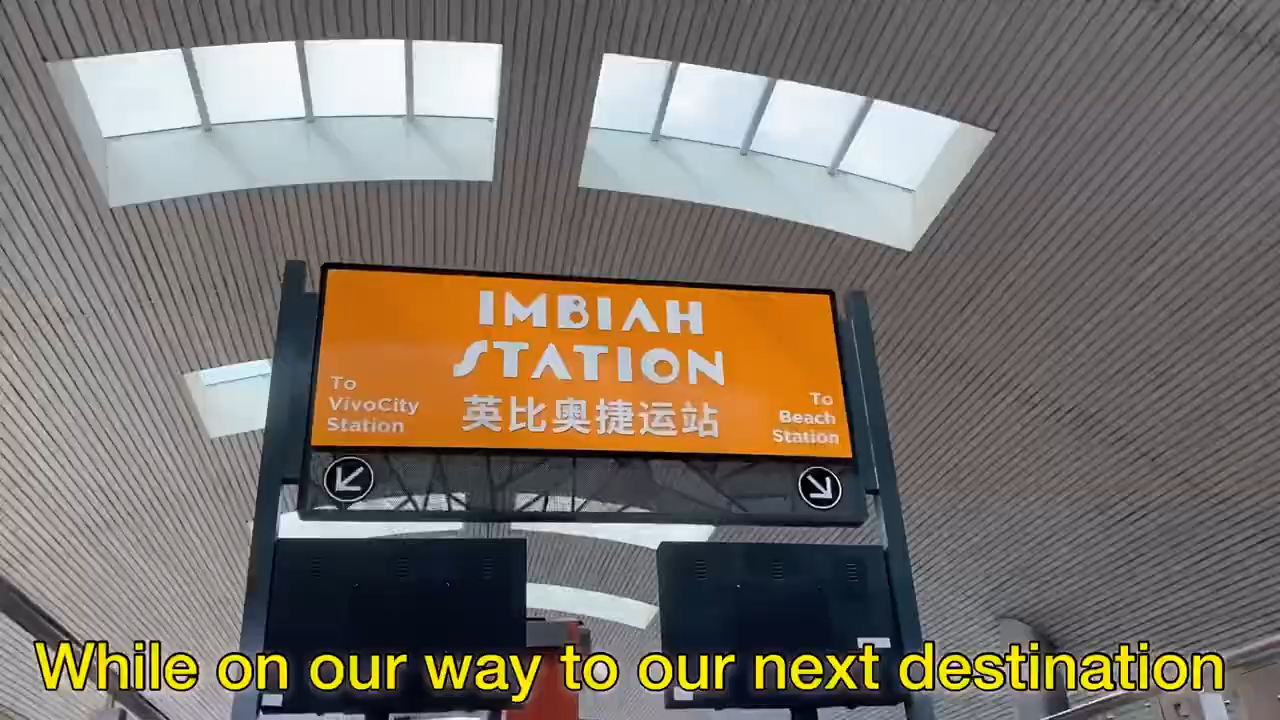 IMBIAH
STATION
英比奥捷运站
To
VivoCity
Station
To
Beach
Station
While on our way to our next destination